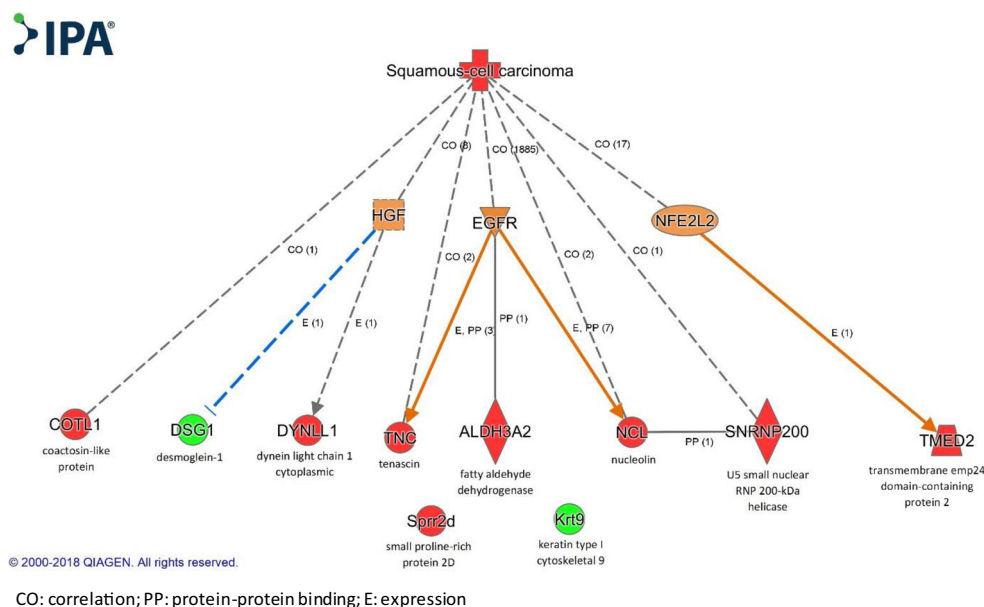 IPA®
Squamous-cell carcinoma
CO (8)
CO (1885)
CO (17)
HGF
EGFR
NFE2L2
CO (1)
CO (2)
CO (2)
CO (1)
E (1)
E (1)
E, PP (3)
PP (1)
E, PP (7)
E (1)
COTL1
coactosin-like
protein
DSG1
desmoglein-1
DYNLL1
dynein light chain 1
cytoplasmic
TNC
tenascin
ALDH3A2
fatty aldehyde
dehydrogenase
NCL
nucleolin
PP (1)
SNRNP200
U5 small nuclear
RNP 200-kDa
helicase
TMED2
transmembrane emp24
domain-containing
protein 2
Sprr2d
small proline-rich
protein 2D
Krt9
keratin type I
cytoskeletal 9
© 2000-2018 QIAGEN. All rights reserved.
CO: correlation; PP: protein-protein binding; E: expression